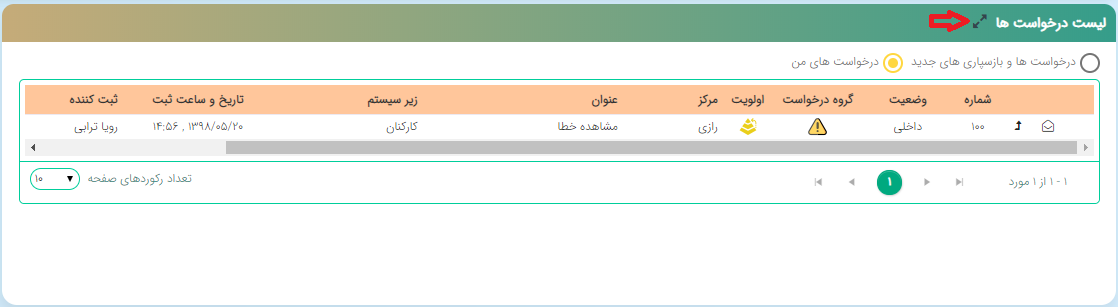 لیست درخواست ها
درخواست ها و بازسپاری های جدید درخواست های من
شماره وضعیت گروه درخواست اولویت مرکز عنوان زیر سیستم تاریخ و ساعت ثبت ثبت کننده
۱۰۰ داخلی رازی مشاهده خطا کارکنان ۱۳۹۸/۰۵/۲۰ , ۱۴:۵۶ رویا ترابی
۱ - ۱ از ۱ مورد ۱ تعداد رکوردهای صفحه ۱۰